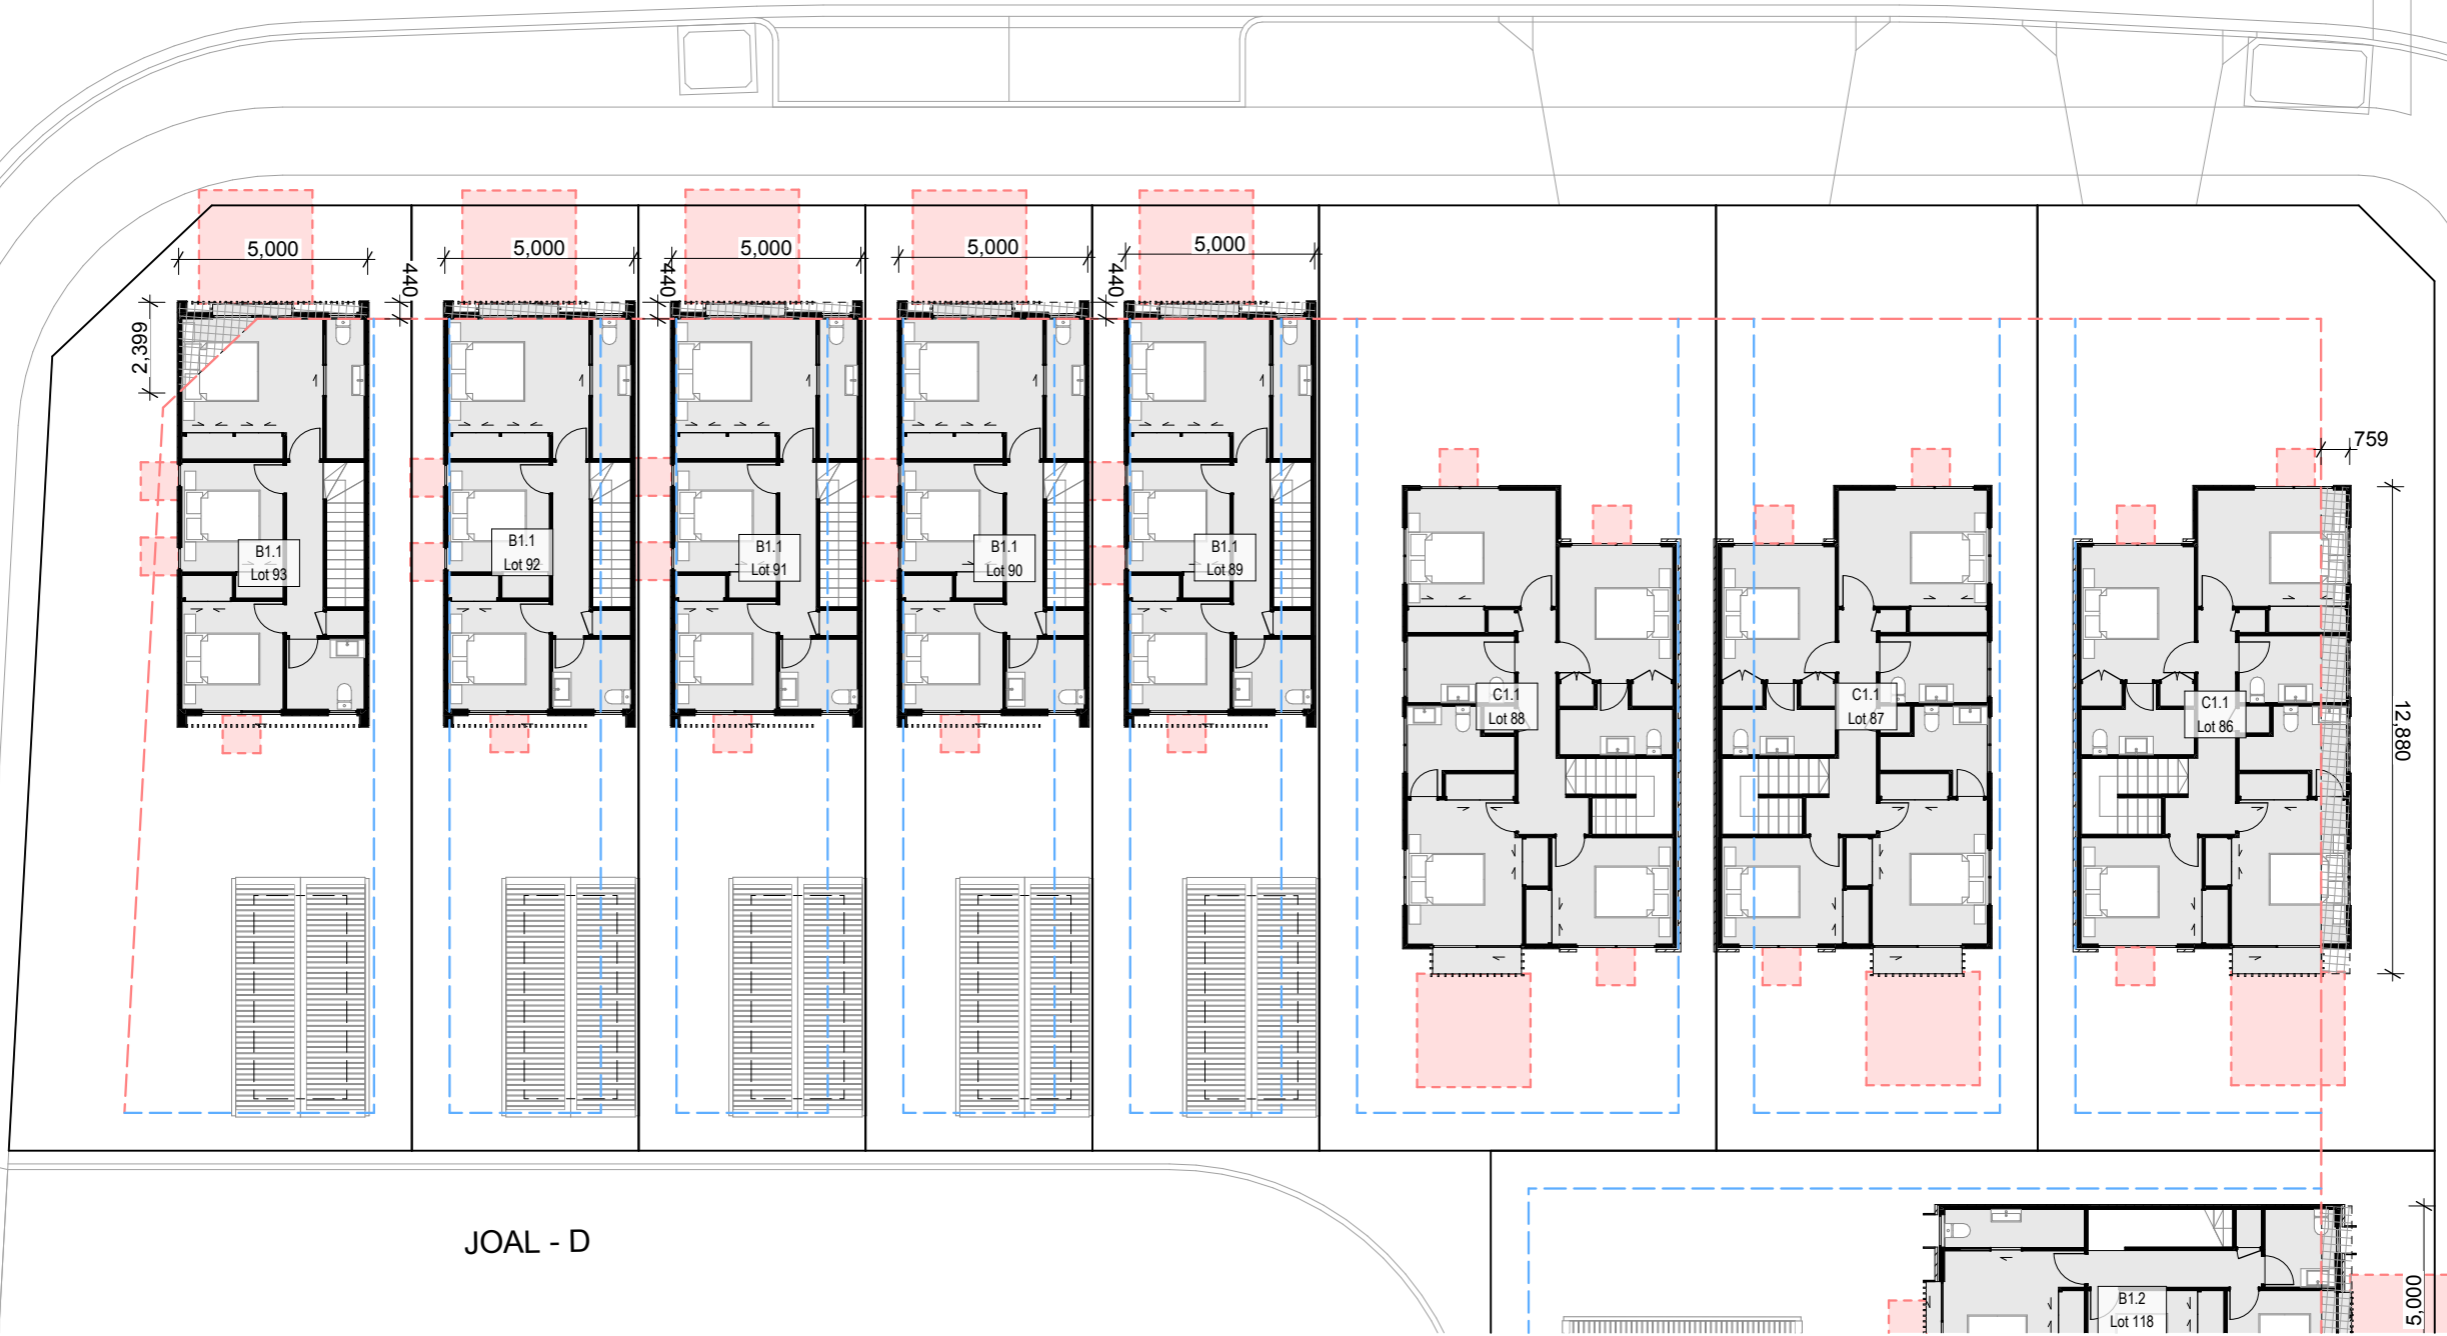 5,000
5,000
5,000
5,000
5,000
440
440
440
2,399
759
12,880
B1.1
Lot 93
B1.1
Lot 92
B1.1
Lot 91
B1.1
Lot 90
B1.1
Lot 89
C1.1
Lot 88
C1.1
Lot 87
C1.1
Lot 86
JOAL - D
B1.2
Lot 118
5,000